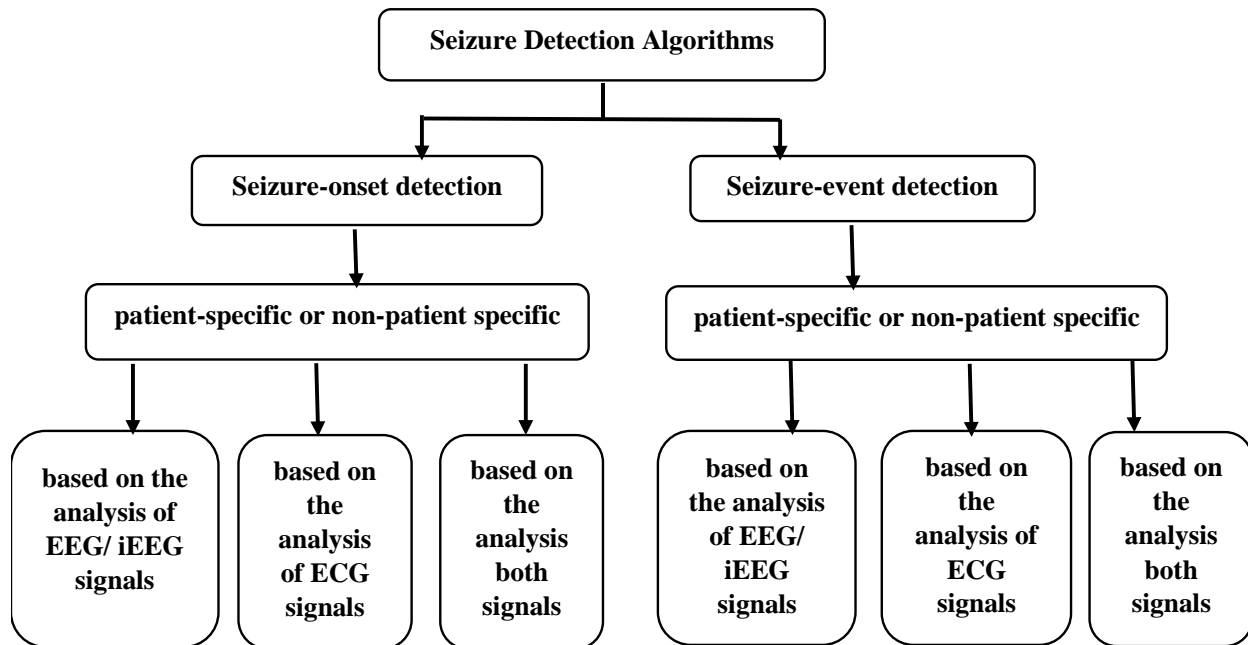 Seizure Detection Algorithms
Seizure-onset detection
Seizure-event detection
patient-specific or non-patient specific
patient-specific or non-patient specific
based on the
analysis of
EEG/ iEEG
signals
based on
the
analysis
of ECG
signals
based on
the
analysis
both
signals
based on
the analysis
of EEG/
iEEG
signals
based on
the
analysis of
ECG
signals
based on
the
analysis
both
signals